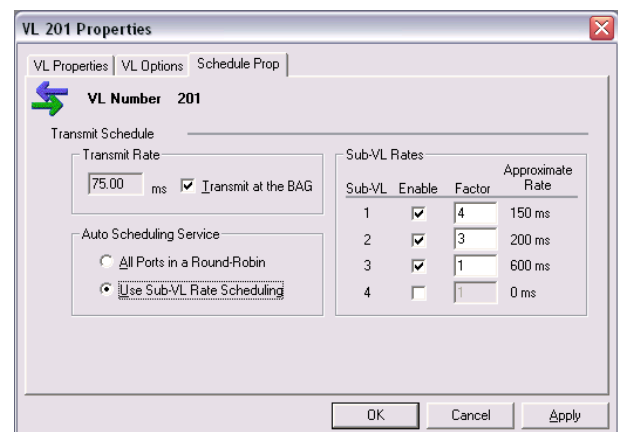 VL 201 Properties
VL Properties VL Options Schedule Prop
VL Number 201
Transmit Schedule
Transmit Rate
75.00 ms Transmit at the BAG
Auto Scheduling Service
All Ports in a Round-Robin
Use Sub-VL Rate Scheduling
Sub-VL Rates
Sub-VL Enable Factor Approximate Rate
1 4 150 ms
2 3 200 ms
3 1 600 ms
4 1 0 ms
OK Cancel Apply